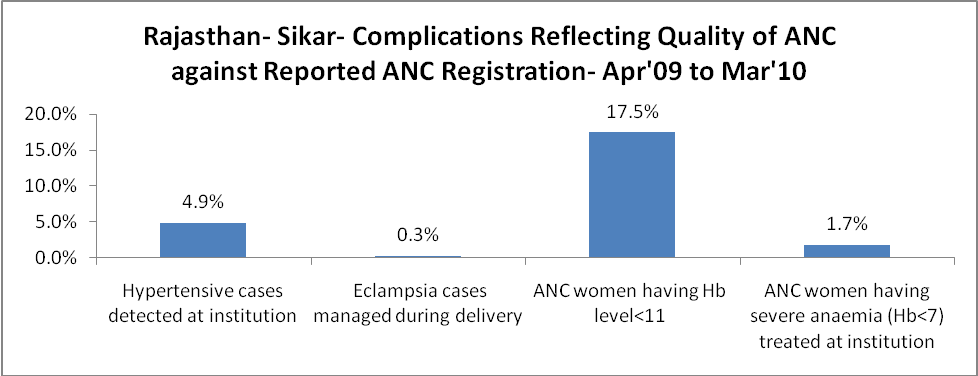 Rajasthan- Sikar- Complications Reflecting Quality of ANC
against Reported ANC Registration- Apr'09 to Mar'10
20.0%
15.0%
10.0%
5.0%
0.0%
4.9%
0.3%
17.5%
1.7%
Hypertensive cases
detected at institution
Eclampsia cases
managed during delivery
ANC women having Hb
level<11
ANC women having
severe anaemia (Hb<7)
treated at institution